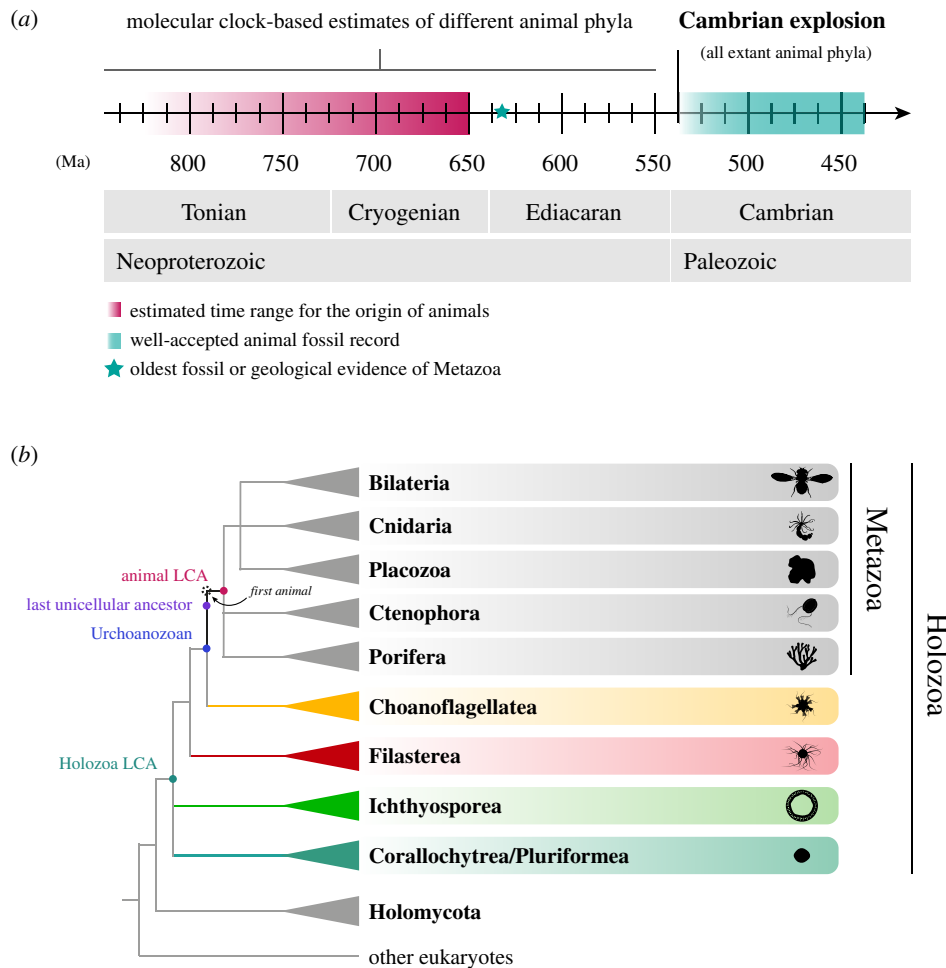 (a)
molecular clock-based estimates of different animal phyla
Cambrian explosion
(all extant animal phyla)
(Ma) 800 750 700 650 600 550 500 450
Tonian Cryogenian Ediacaran Cambrian
Neoproterozoic Paleozoic
estimated time range for the origin of animals
well-accepted animal fossil record
oldest fossil or geological evidence of Metazoa
(b)
Bilateria
Cnidaria
Placozoa
Ctenophora
Porifera
Choanoflagellatea
Filasterea
Ichthyosporea
Corallochytrea/Pluriformea
Holomycota
other eukaryotes
animal LCA
first animal
last unicellular ancestor
Urchoanozoan
Holozoa LCA
Metazoa
Holozoa